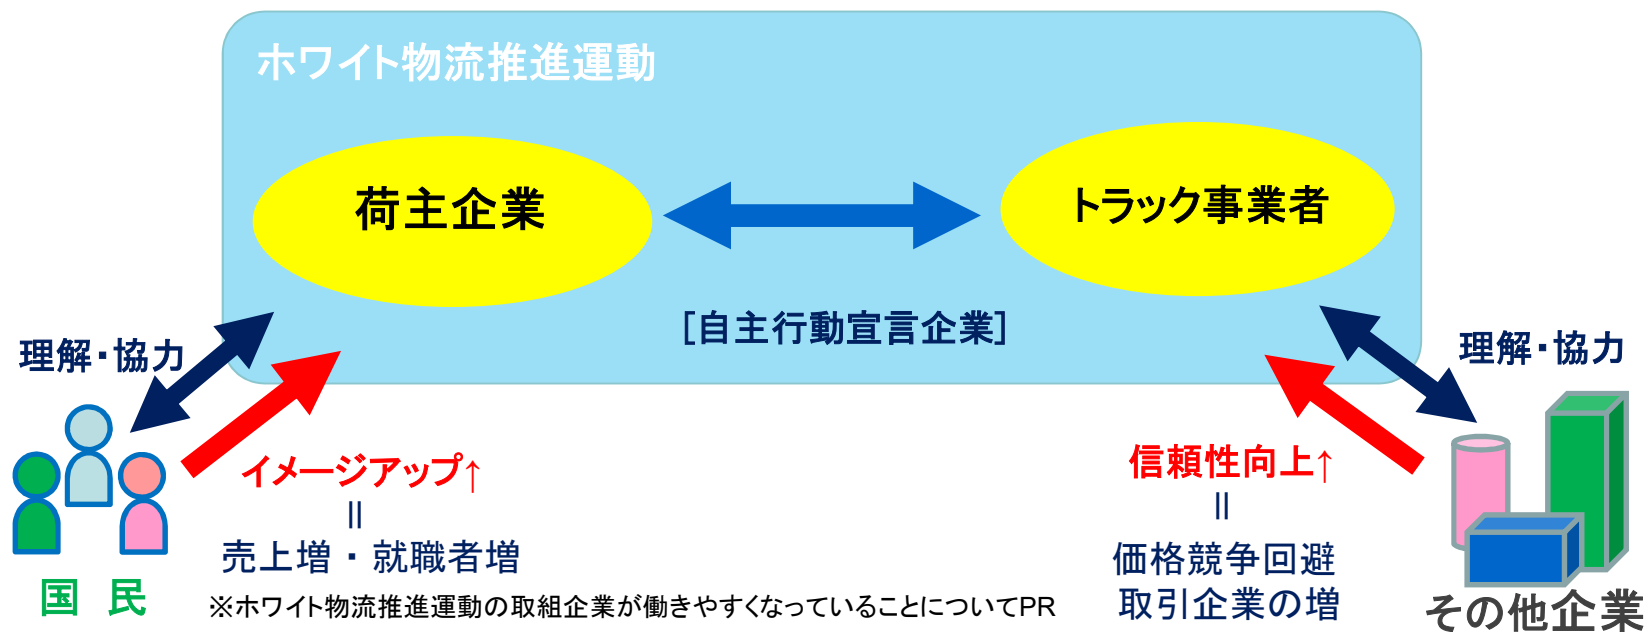 ホワイト物流推進運動
荷主企業
トラック事業者
[自主行動宣言企業]
理解・協力
理解・協力
イメージアップ↑
||
売上増・就職者増
信頼性向上↑
||
価格競争回避
取引企業の増
国 民
※ホワイト物流推進運動の取組企業が働きやすくなっていることについてPR
その他企業